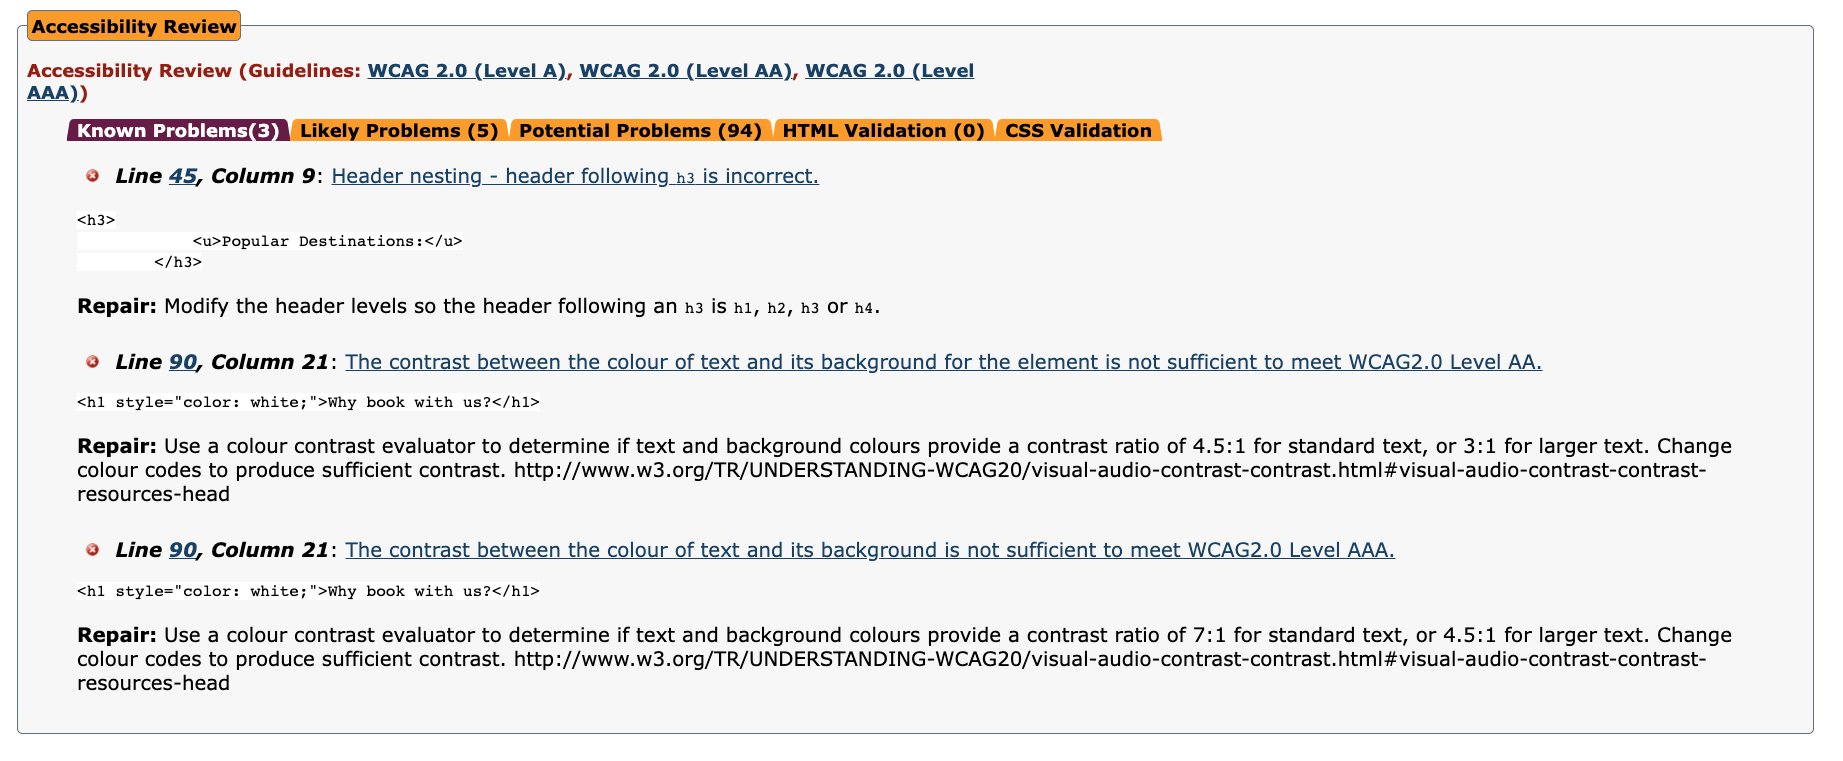 Accessibility Review
Accessibility Review (Guidelines: WCAG 2.0 (Level A), WCAG 2.0 (Level AA), WCAG 2.0 (Level
AAA))
Known Problems(3) Likely Problems (5) Potential Problems (94) HTML Validation (0) CSS Validation
Line 45, Column 9: Header nesting - header following h3 is incorrect.
<h3>
<u>Popular Destinations:</u>
</h3>
Repair: Modify the header levels so the header following an h3 is h1, h2, h3 or h4.
Line 90, Column 21: The contrast between the colour of text and its background for the element is not sufficient to meet WCAG2.0 Level AA.
<h1 style="color: white;">Why book with us?</h1>
Repair: Use a colour contrast evaluator to determine if text and background colours provide a contrast ratio of 4.5:1 for standard text, or 3:1 for larger text. Change
colour codes to produce sufficient contrast. http://www.w3.org/TR/UNDERSTANDING-WCAG20/visual-audio-contrast-contrast.html#visual-audio-contrast-contrast-
resources-head
Line 90, Column 21: The contrast between the colour of text and its background is not sufficient to meet WCAG2.0 Level AAA.
<h1 style="color: white;">Why book with us?</h1>
Repair: Use a colour contrast evaluator to determine if text and background colours provide a contrast ratio of 7:1 for standard text, or 4.5:1 for larger text. Change
colour codes to produce sufficient contrast. http://www.w3.org/TR/UNDERSTANDING-WCAG20/visual-audio-contrast-contrast.html#visual-audio-contrast-contrast-
resources-head